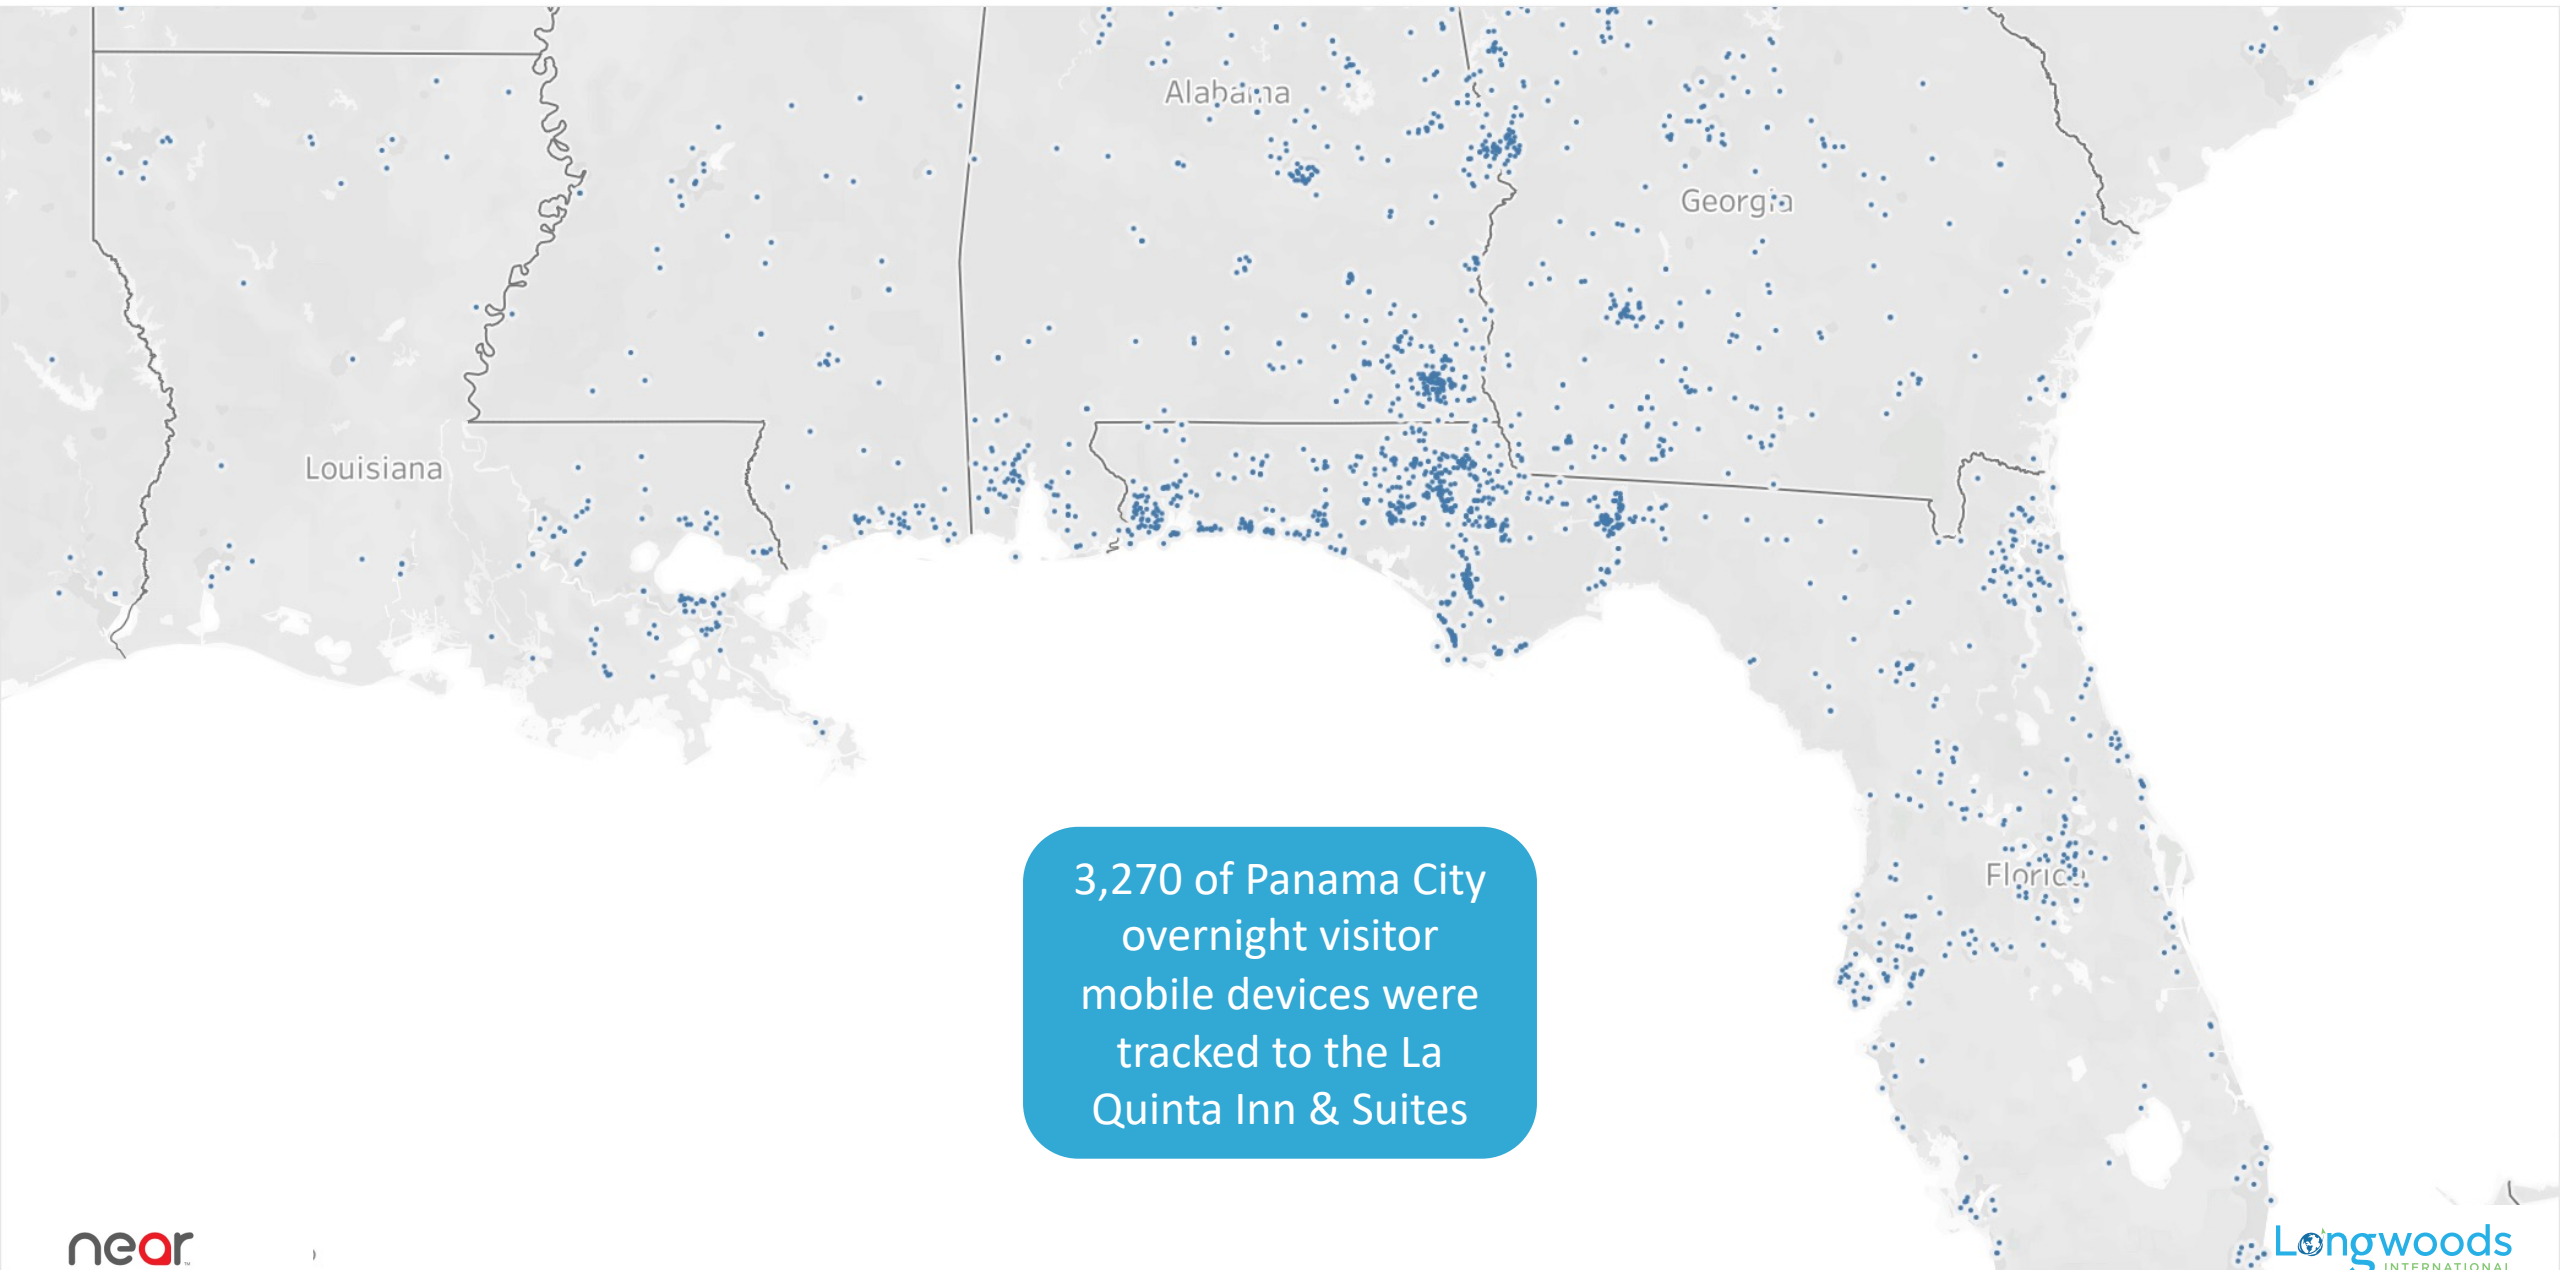 Alabama
Georgia
Louisiana
Florida
3,270 of Panama City
overnight visitor
mobile devices were
tracked to the La
Quinta Inn & Suites
near
Longwoods
INTERNATIONAL